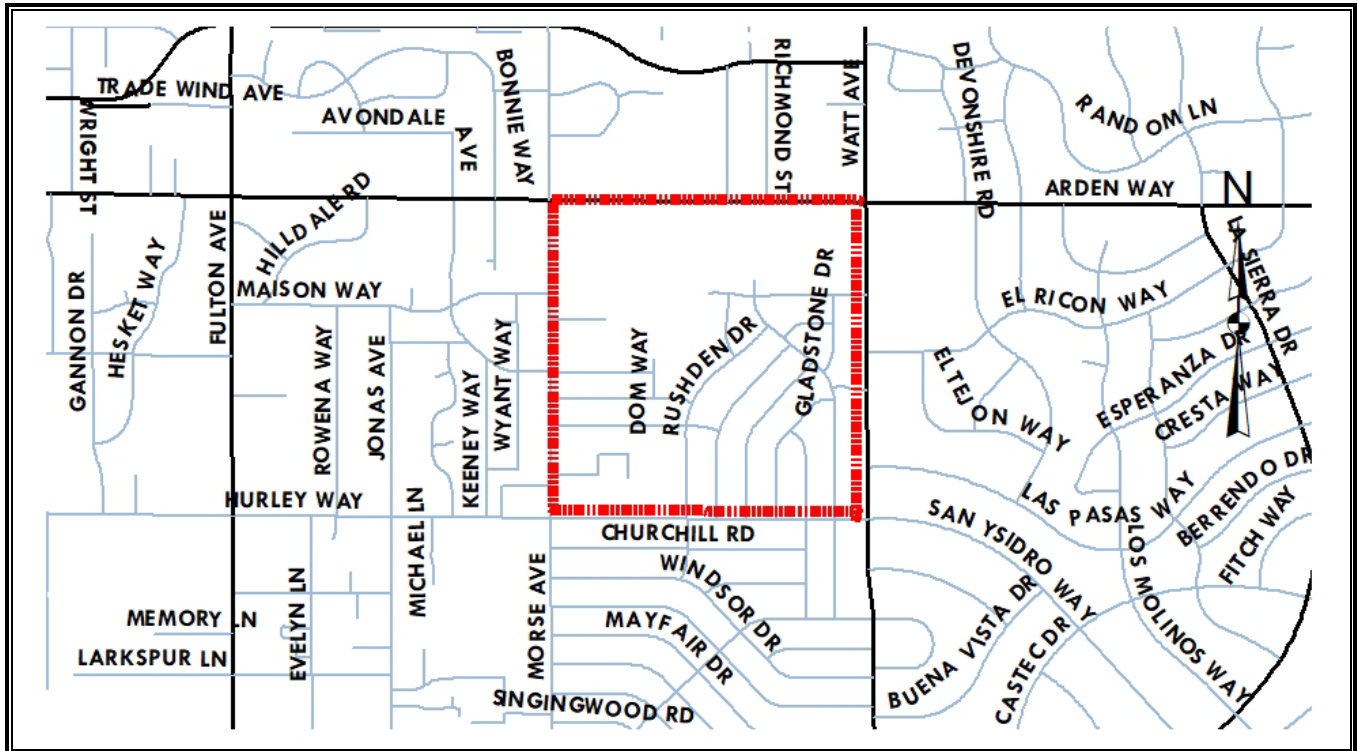 TRADE WIND AVE
WRIGHT ST
AVONDALE
AVE
BONNIE WAY
RICHMOND ST
WATT AVE
DEVONSHIRE RD
RANDOM LN
ARDEN WAY
N
HILLDALE RD
FULTON AVE
HESKET WAY
GANNON DR
MAISON WAY
LA SIERRA DR
EL RICON WAY
GLADSTONE DR
RUSHDEN DR
DOM WAY
ROWENA WAY
JONAS AVE
KEENEY WAY
WYANT WAY
EL TEJON WAY
ESPERANZA DR
CRESTA WAY
HURLEY WAY
MICHAEL LN
CHURCHILL RD
LAS PASAS WAY
BERRENDO DR
FITCH WAY
SAN YSIDRO WAY
LOS MOLINOS WAY
WINDSOR DR
MORSE AVE
EVELYN LN
MEMORY LN
MAYFAIR DR
LARKSPUR LN
BUENA VISTA DR
CASTEC DR
SINGINGWOOD RD